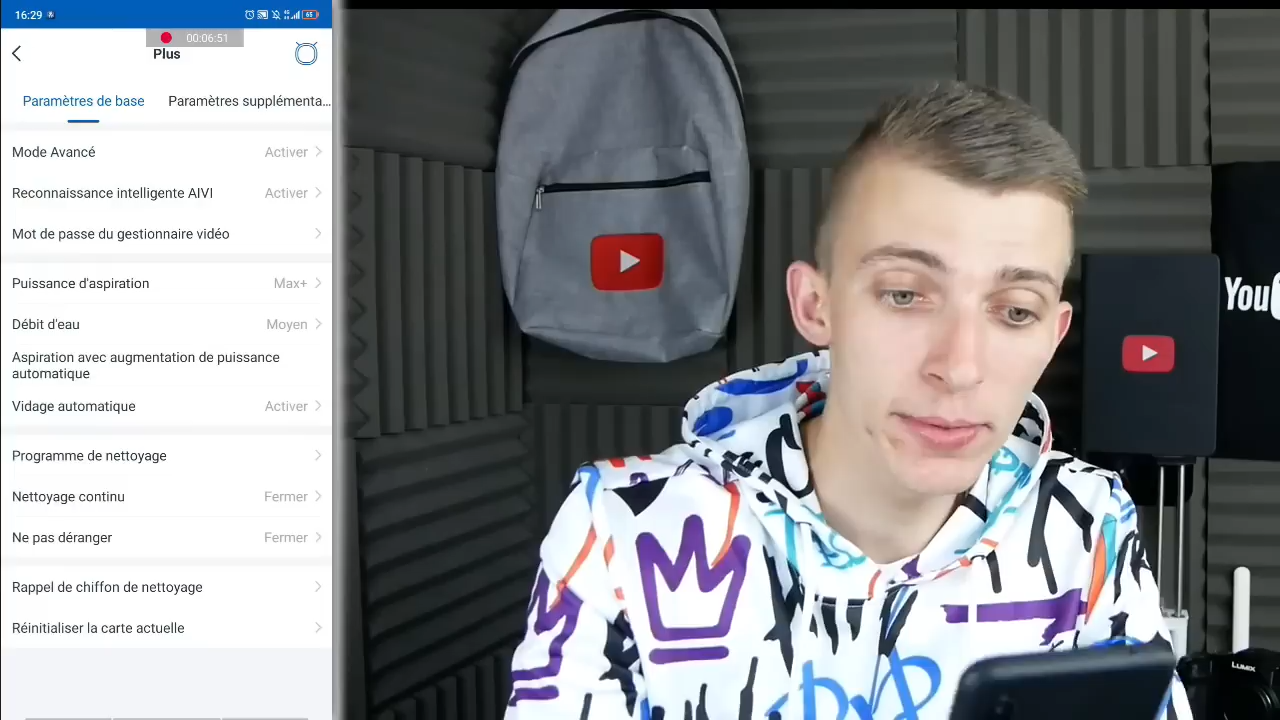 16:29
65
00:06:51
Plus
Paramètres de base
Paramètres supplémenta...
Mode Avancé
Activer
Reconnaissance intelligente AIVI
Activer
Mot de passe du gestionnaire vidéo
Puissance d'aspiration
Max+
Débit d'eau
Moyen
Aspiration avec augmentation de puissance
automatique
Vidage automatique
Activer
Programme de nettoyage
Nettoyage continu
Fermer
Ne pas déranger
Fermer
Rappel de chiffon de nettoyage
Réinitialiser la carte actuelle
You
LUMIX